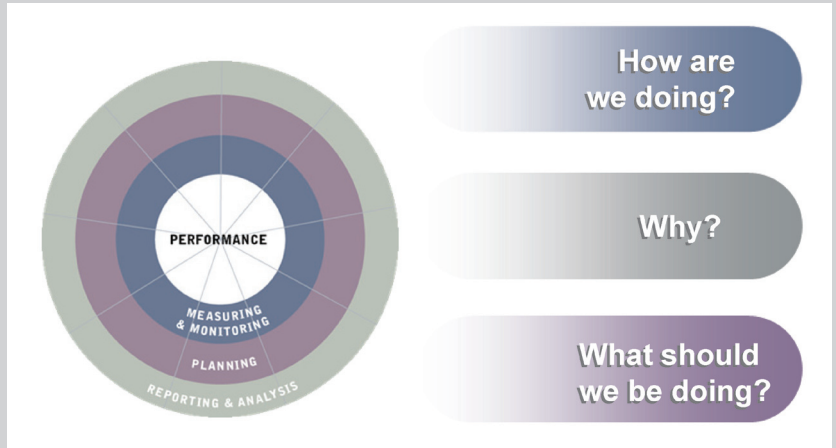 PERFORMANCE
MEASURING
& MONITORING
PLANNING
REPORTING & ANALYSIS
How are
we doing?
Why?
What should
we be doing?